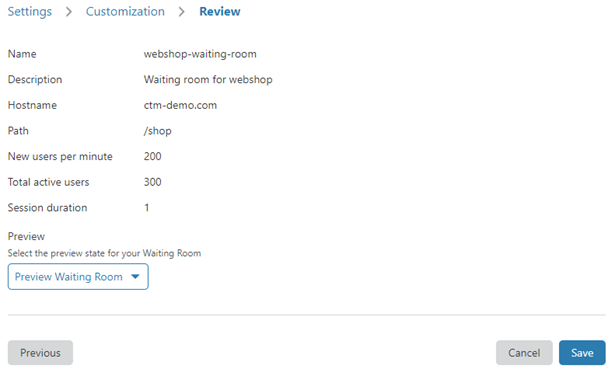 Settings > Customization > Review
Name webshop-waiting-room
Description Waiting room for webshop
Hostname ctm-demo.com
Path /shop
New users per minute 200
Total active users 300
Session duration 1
Preview
Select the preview state for your Waiting Room
Preview Waiting Room
Previous Cancel Save